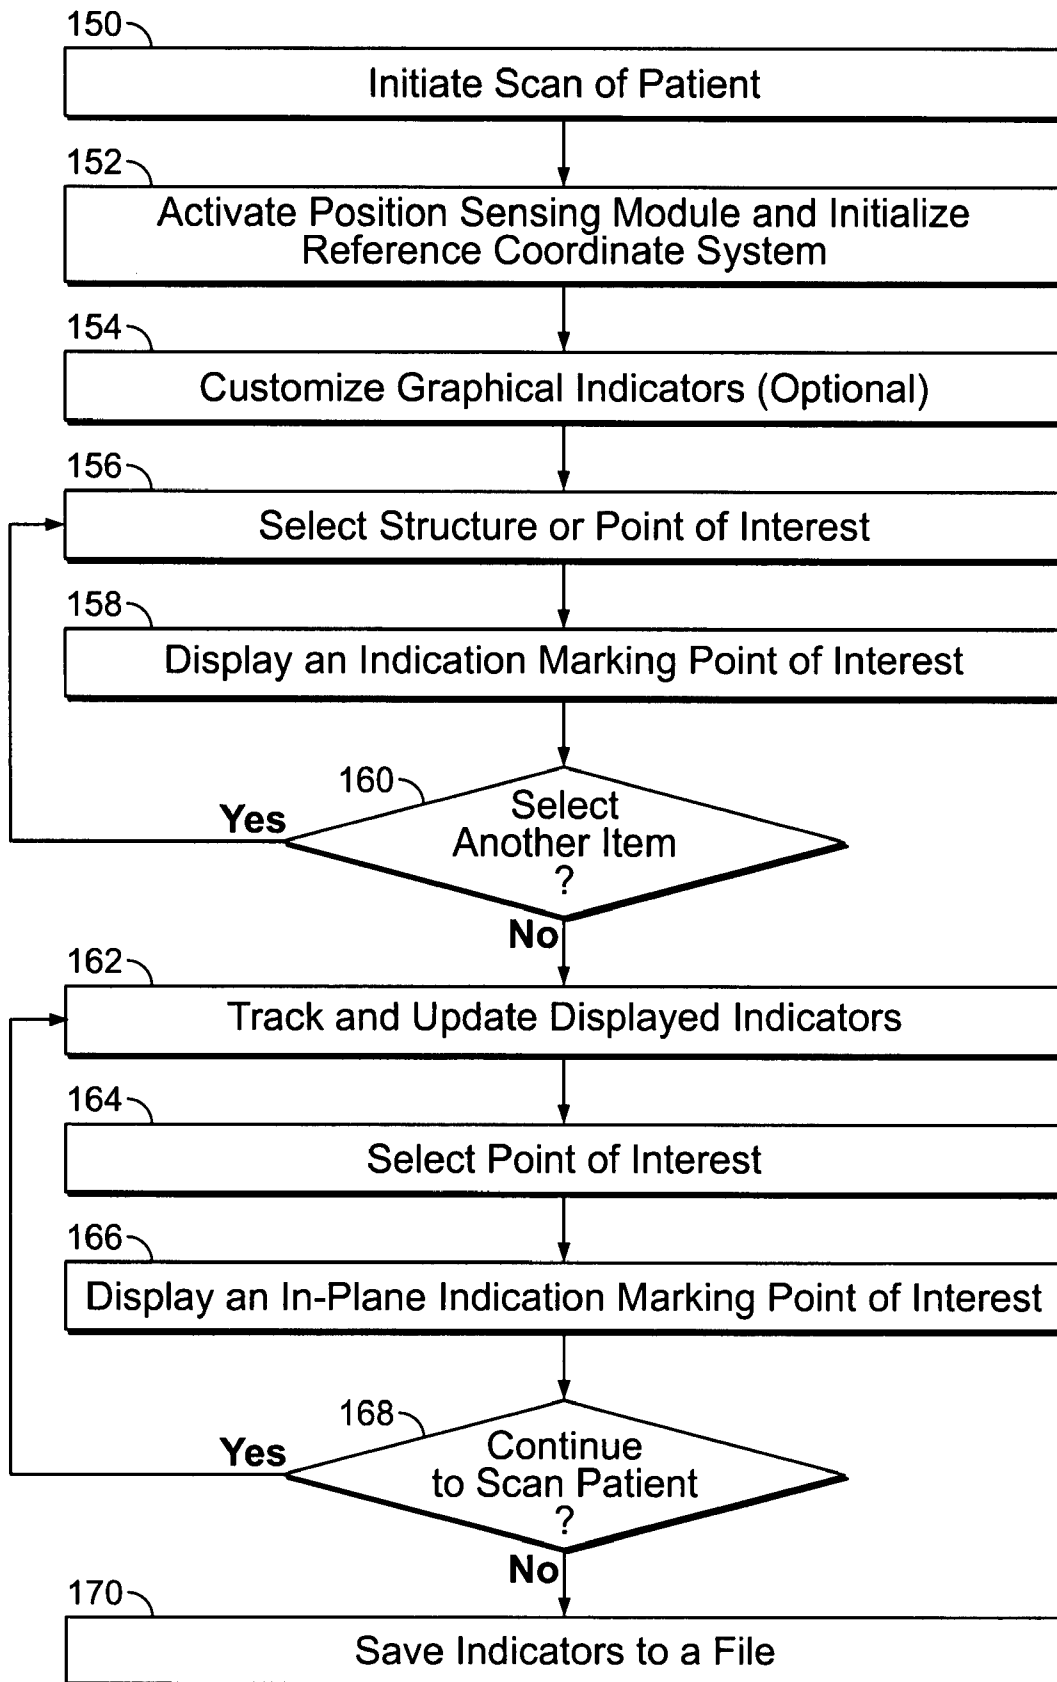 150
Initiate Scan of Patient
152
Activate Position Sensing Module and Initialize
Reference Coordinate System
154
Customize Graphical Indicators (Optional)
156
Select Structure or Point of Interest
158
Display an Indication Marking Point of Interest
160
Select
Another Item
?
Yes
No
162
Track and Update Displayed Indicators
164
Select Point of Interest
166
Display an In-Plane Indication Marking Point of Interest
168
Continue
to Scan Patient
?
Yes
No
170
Save Indicators to a File